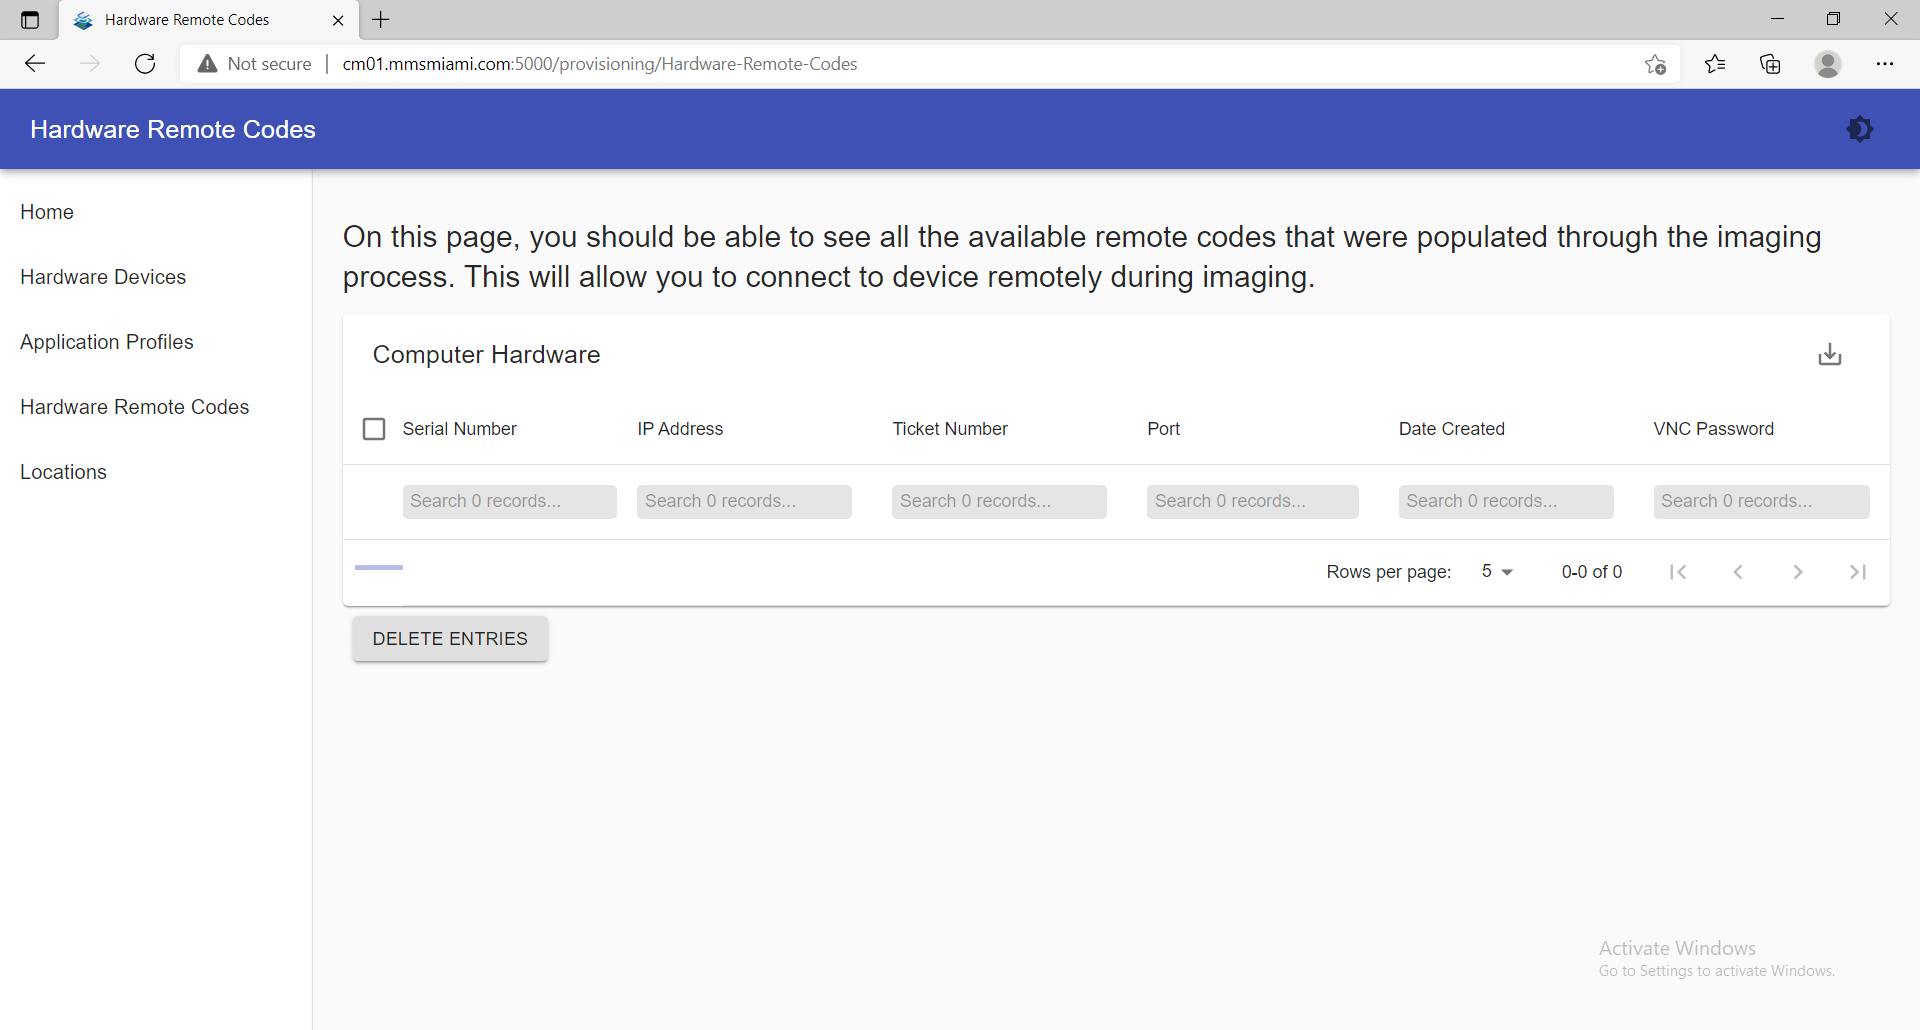 Hardware Remote Codes
Not secure
cm01.mmsmiami.com:5000/provisioning/Hardware-Remote-Codes
Hardware Remote Codes
Home
Hardware Devices
Application Profiles
Hardware Remote Codes
Locations
On this page, you should be able to see all the available remote codes that were populated through the imaging
process. This will allow you to connect to device remotely during imaging.
Computer Hardware
Serial Number IP Address Ticket Number Port Date Created VNC Password
Search 0 records... Search 0 records... Search 0 records... Search 0 records... Search 0 records... Search 0 records...
Rows per page: 5 0-0 of 0
DELETE ENTRIES
Activate Windows
Go to Settings to activate Windows.